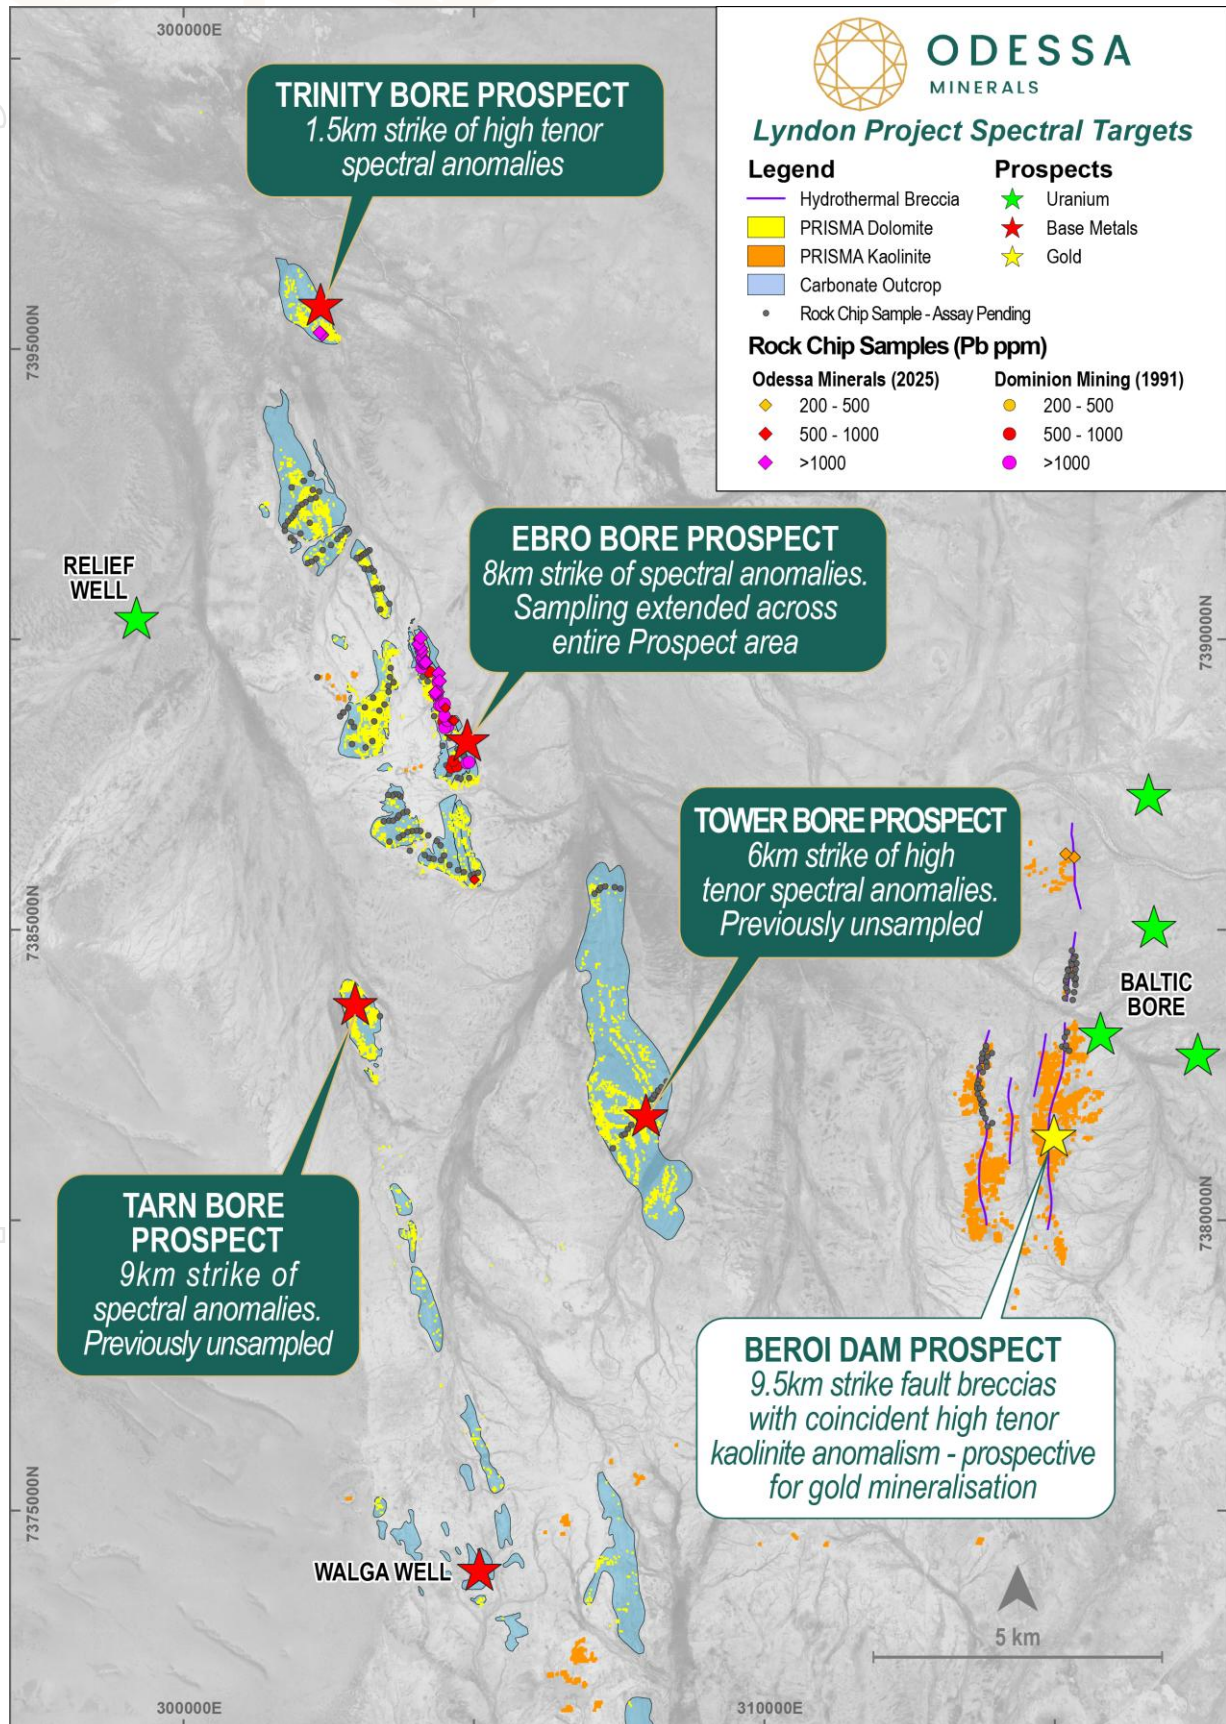 300000E
ODESSA
MINERALS
Lyndon Project Spectral Targets
Legend
Hydrothermal Breccia
PRISMA Dolomite
PRISMA Kaolinite
Carbonate Outcrop
Rock Chip Sample - Assay Pending
Prospects
Uranium
Base Metals
Gold
Rock Chip Samples (Pb ppm)
Odessa Minerals (2025)
200 - 500
500 - 1000
>1000
Dominion Mining (1991)
200 - 500
500 - 1000
>1000
TRINITY BORE PROSPECT
1.5km strike of high tenor
spectral anomalies
7395000N
EBRO BORE PROSPECT
8km strike of spectral anomalies.
Sampling extended across
entire Prospect area
RELIEF
WELL
7390000N
TOWER BORE PROSPECT
6km strike of high
tenor spectral anomalies.
Previously unsampled
7385000N
BALTIC
BORE
TARN BORE
PROSPECT
9km strike of
spectral anomalies.
Previously unsampled
7380000N
BEROI DAM PROSPECT
9.5km strike fault breccias
with coincident high tenor
kaolinite anomalism - prospective
for gold mineralisation
7375000N
WALGA WELL
5 km
300000E
310000E